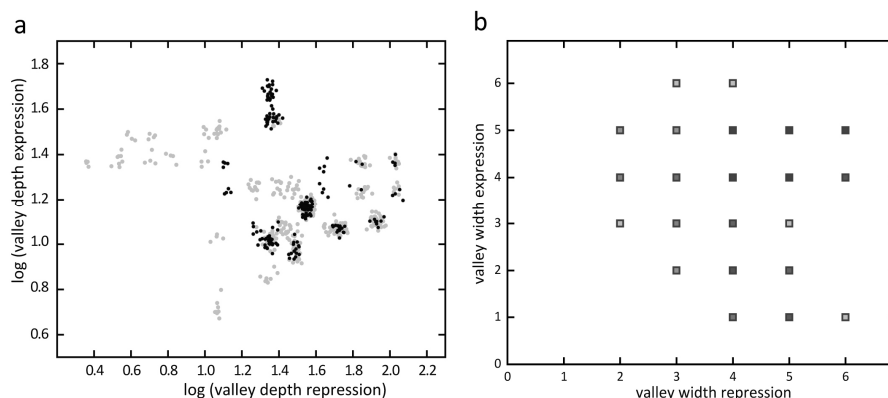 a
log (valley depth expression)
1.8
1.6
1.4
1.2
1.0
0.8
0.6
0.4 0.6 0.8 1.0 1.2 1.4 1.6 1.8 2.0 2.2
log (valley depth repression)
b
valley width expression
6
5
4
3
2
1
0
0 1 2 3 4 5 6
valley width repression